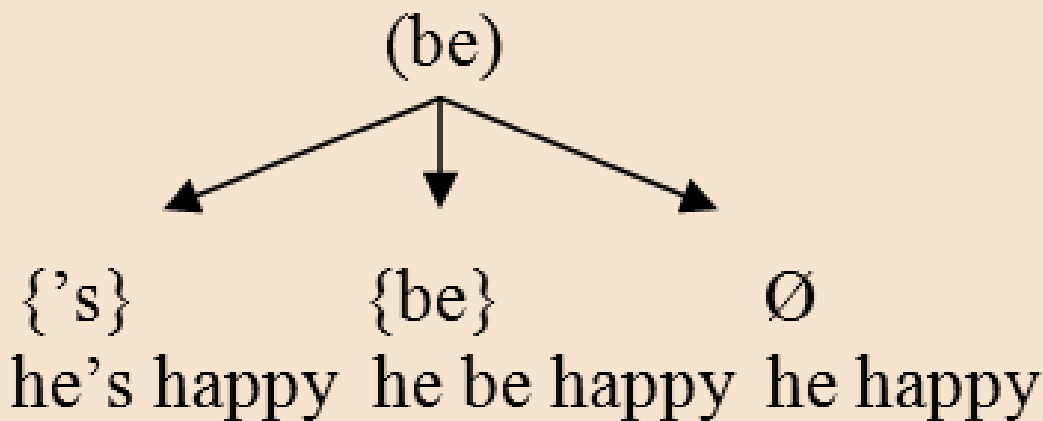 (be)
{’s} {be} Ø
he’s happy he be happy he happy